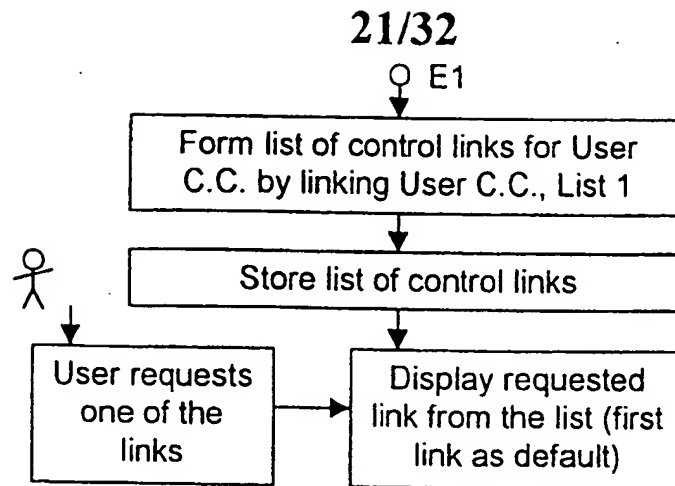 21/32
E1
Form list of control links for User
C.C. by linking User C.C., List 1
Store list of control links
User requests
one of the
links
Display requested
link from the list (first
link as default)